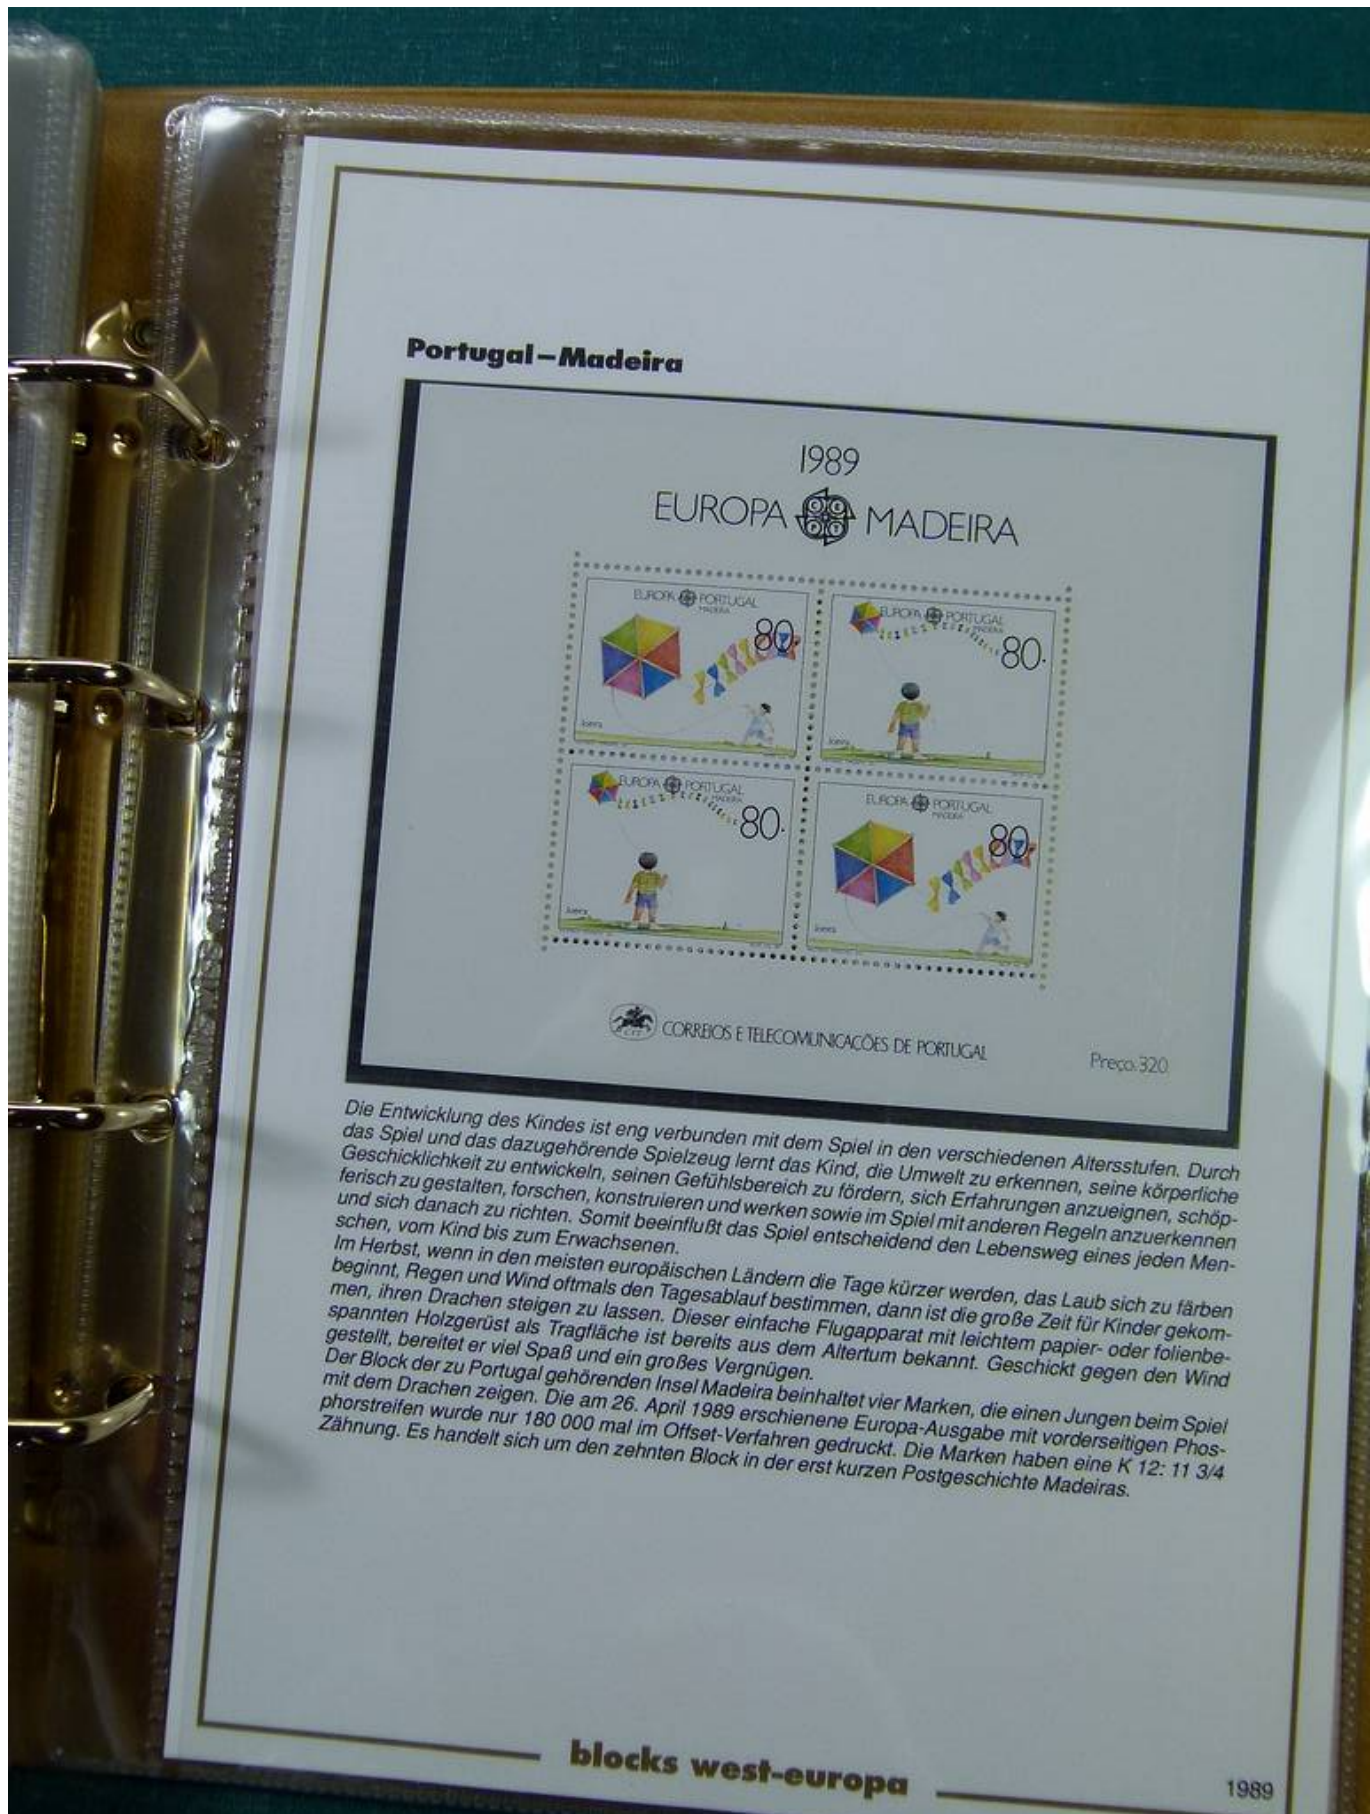 Portugal–Madeira
1989
EUROPA CEPT MADEIRA
EUROPA PORTUGAL
MADEIRA
80.
Joeira
EUROPA PORTUGAL
MADEIRA
80.
Joeira
EUROPA PORTUGAL
MADEIRA
80.
Joeira
EUROPA PORTUGAL
MADEIRA
80.
Joeira
CORREIOS E TELECOMUNICAÇÕES DE PORTUGAL
Preço.320
Die Entwicklung des Kindes ist eng verbunden mit dem Spiel in den verschiedenen Altersstufen. Durch
das Spiel und das dazugehörende Spielzeug lernt das Kind, die Umwelt zu erkennen, seine körperliche
Geschicklichkeit zu entwickeln, seinen Gefühlsbereich zu fördern, sich Erfahrungen anzueignen, schöp-
ferisch zu gestalten, forschen, konstruieren und werken sowie im Spiel mit anderen Regeln anzuerkennen
und sich danach zu richten. Somit beeinflußt das Spiel entscheidend den Lebensweg eines jeden Men-
schen, vom Kind bis zum Erwachsenen.
Im Herbst, wenn in den meisten europäischen Ländern die Tage kürzer werden, das Laub sich zu färben
beginnt, Regen und Wind oftmals den Tagesablauf bestimmen, dann ist die große Zeit für Kinder gekom-
men, ihren Drachen steigen zu lassen. Dieser einfache Flugapparat mit leichtem papier- oder folienbe-
spannten Holzgerüst als Tragfläche ist bereits aus dem Altertum bekannt. Geschickt gegen den Wind
gestellt, bereitet er viel Spaß und ein großes Vergnügen.
Der Block der zu Portugal gehörenden Insel Madeira beinhaltet vier Marken, die einen Jungen beim Spiel
mit dem Drachen zeigen. Die am 26. April 1989 erschienene Europa-Ausgabe mit vorderseitigen Phos-
phorstreifen wurde nur 180 000 mal im Offset-Verfahren gedruckt. Die Marken haben eine K 12: 11 3/4
Zähnung. Es handelt sich um den zehnten Block in der erst kurzen Postgeschichte Madeiras.
blocks west-europa
1989